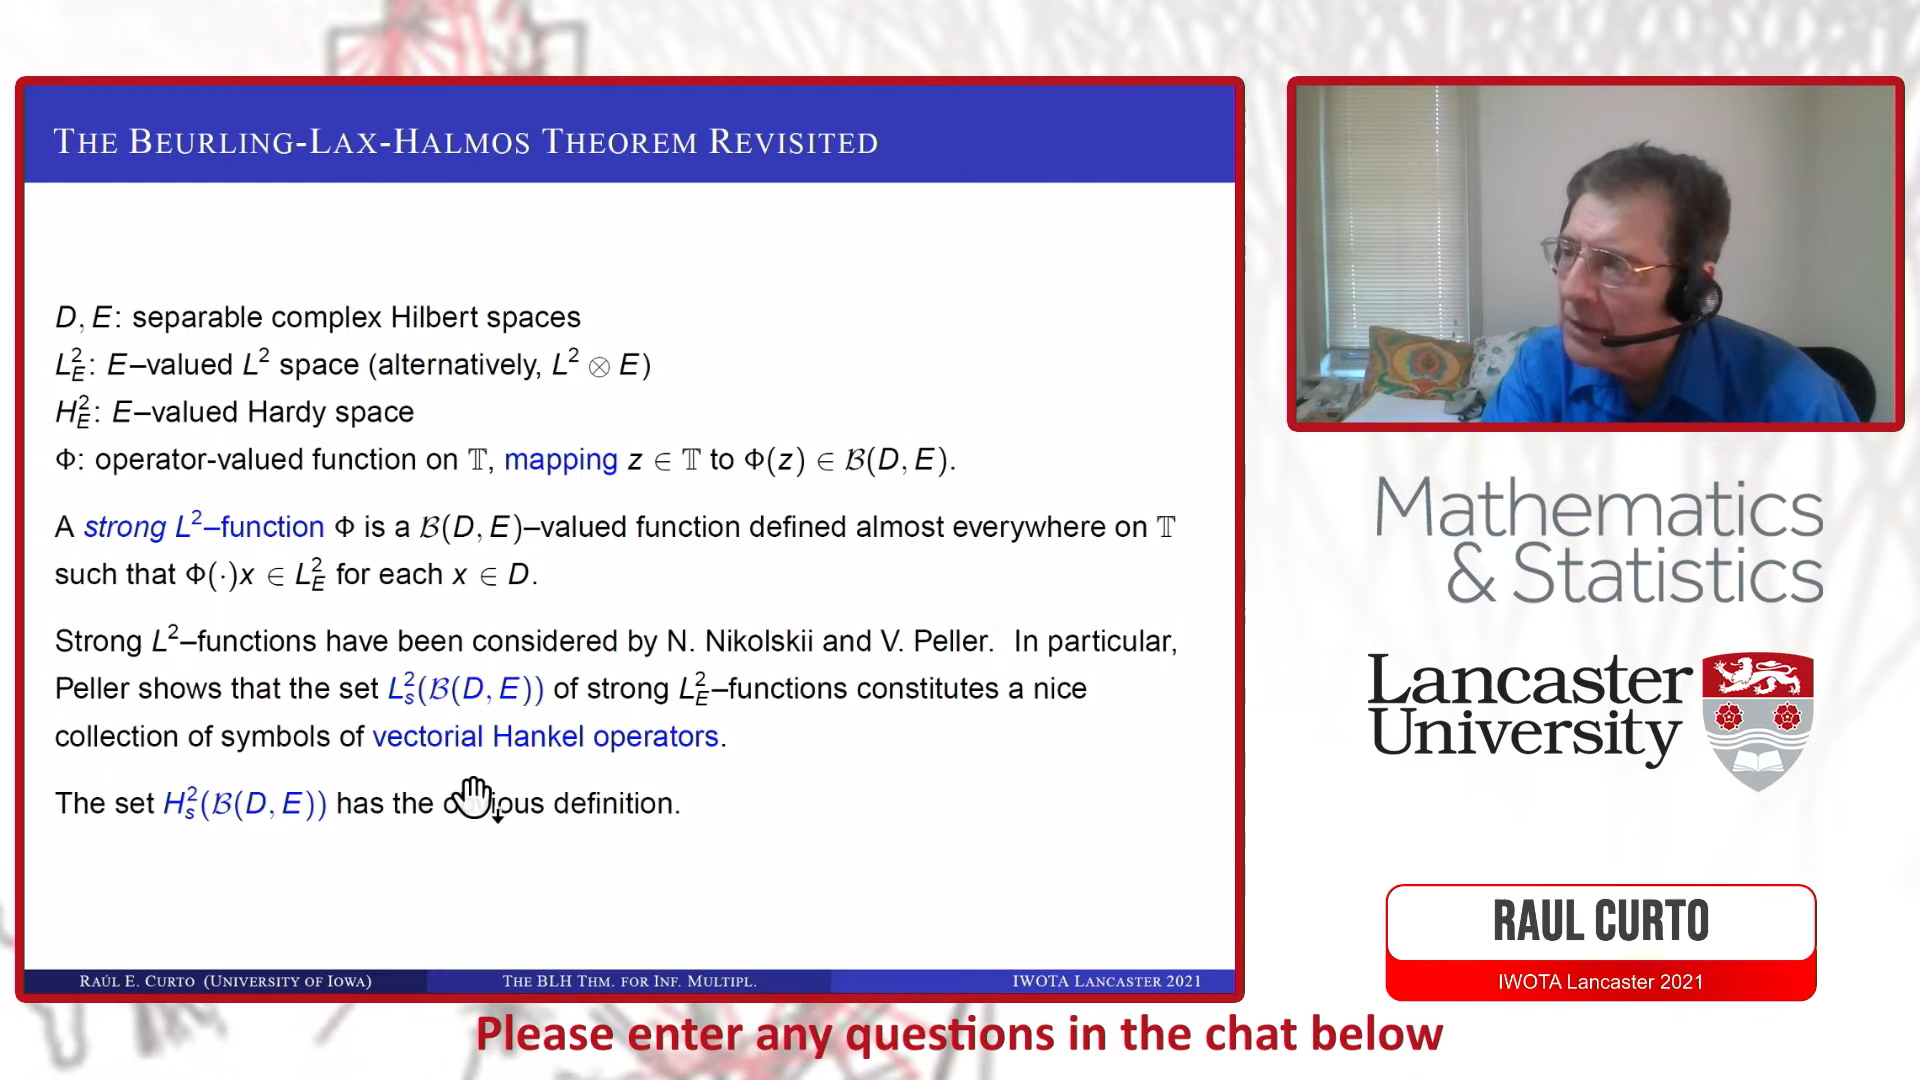 THE BEURLING-LAX-HALMOS THEOREM REVISITED
D, E: separable complex Hilbert spaces
L²_E: E–valued L² space (alternatively, L² ⊗ E)
H²_E: E–valued Hardy space
Φ: operator-valued function on 𝕋, mapping z ∈ 𝕋 to Φ(z) ∈ ℬ(D, E).
A strong L²–function Φ is a ℬ(D, E)–valued function defined almost everywhere on 𝕋
such that Φ(·)x ∈ L²_E for each x ∈ D.
Strong L²–functions have been considered by N. Nikolskii and V. Peller. In particular,
Peller shows that the set L²_s(ℬ(D, E)) of strong L²_E–functions constitutes a nice
collection of symbols of vectorial Hankel operators.
The set H²_s(ℬ(D, E)) has the definition.
RAÚL E. CURTO (UNIVERSITY OF IOWA)
THE BLH THM. FOR INF. MULTIPL.
IWOTA LANCASTER 2021
Mathematics
& Statistics
Lancaster
University
RAUL CURTO
IWOTA Lancaster 2021
Please enter any questions in the chat below